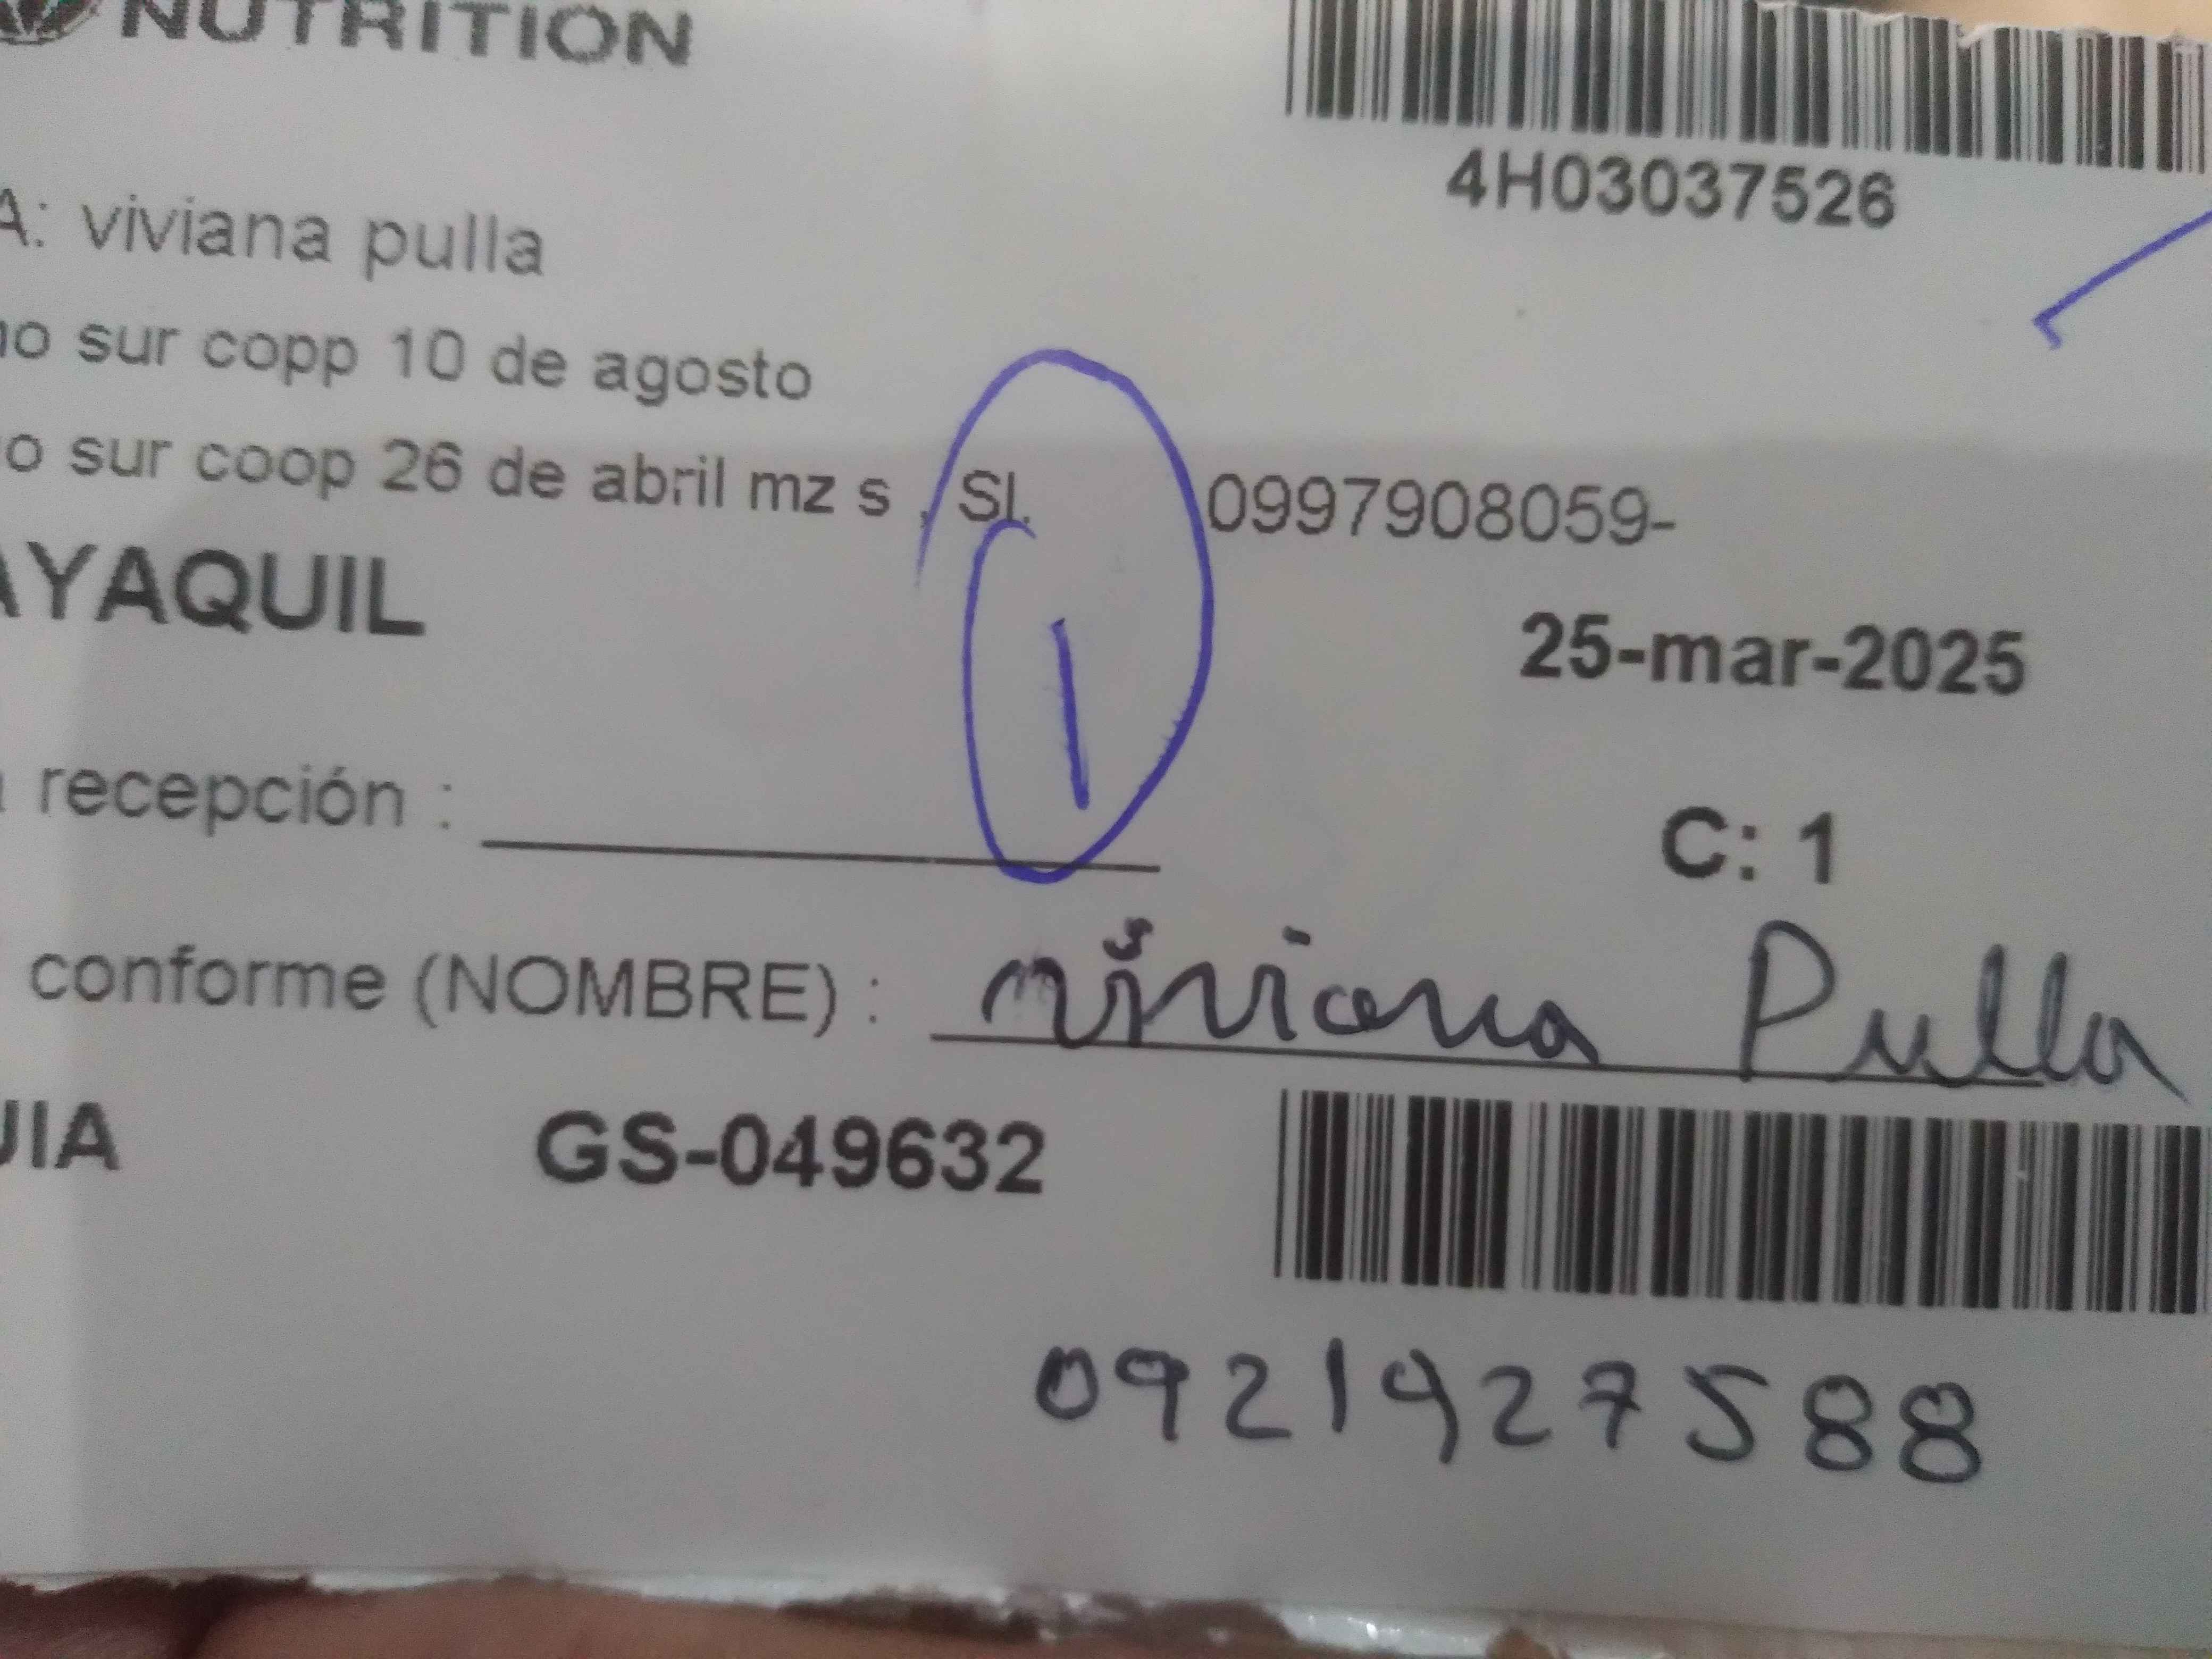 NUTRITION
4H03037526
A: viviana pulla
no sur copp 10 de agosto
o sur coop 26 de abril mz s , Sl. 0997908059-
AYAQUIL
25-mar-2025
1
recepción :
C: 1
conforme (NOMBRE) : viviana Pulla
UIA GS-049632
0921927588